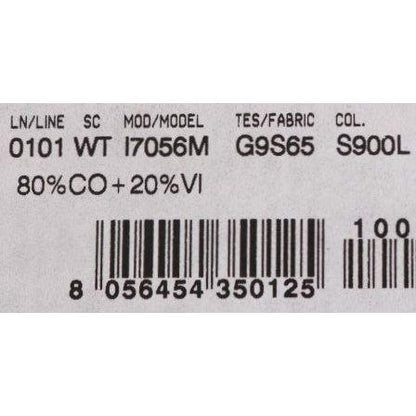 LN/LINE SC MOD/MODEL TES/FABRIC COL.
0101 WT I7056M G9S65 S900L
80%CO+20%VI
100
8 056454 350125